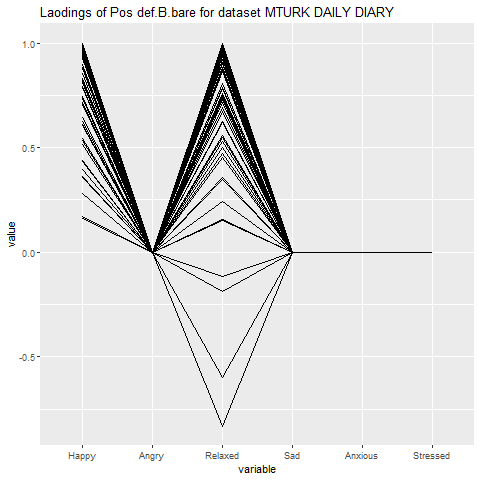 Laodings of Pos def.B.bare for dataset MTURK DAILY DIARY
value
1.0
0.5
0.0
-0.5
Happy Angry Relaxed Sad Anxious Stressed
variable